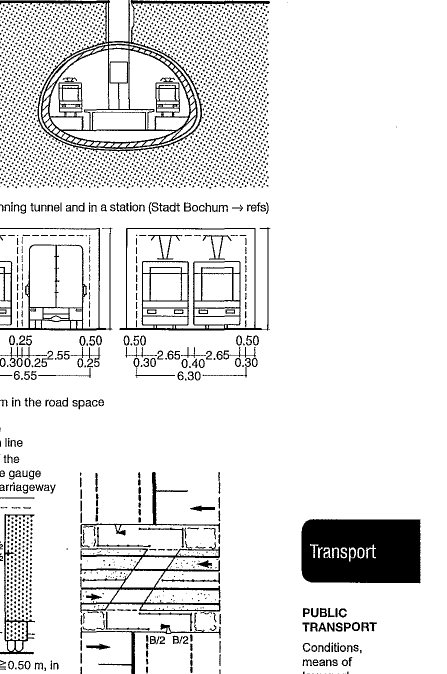 nning tunnel and in a station (Stadt Bochum → refs)
0.25 0.50 0.50 0.50
2.55 2.65 2.65
0.30 0.25 0.25 0.30 0.40 0.30
6.55 6.30
m in the road space
n line
f the
e gauge
arriageway
B/2 B/2
≧0.50 m, in
Transport
PUBLIC
TRANSPORT
Conditions,
means of